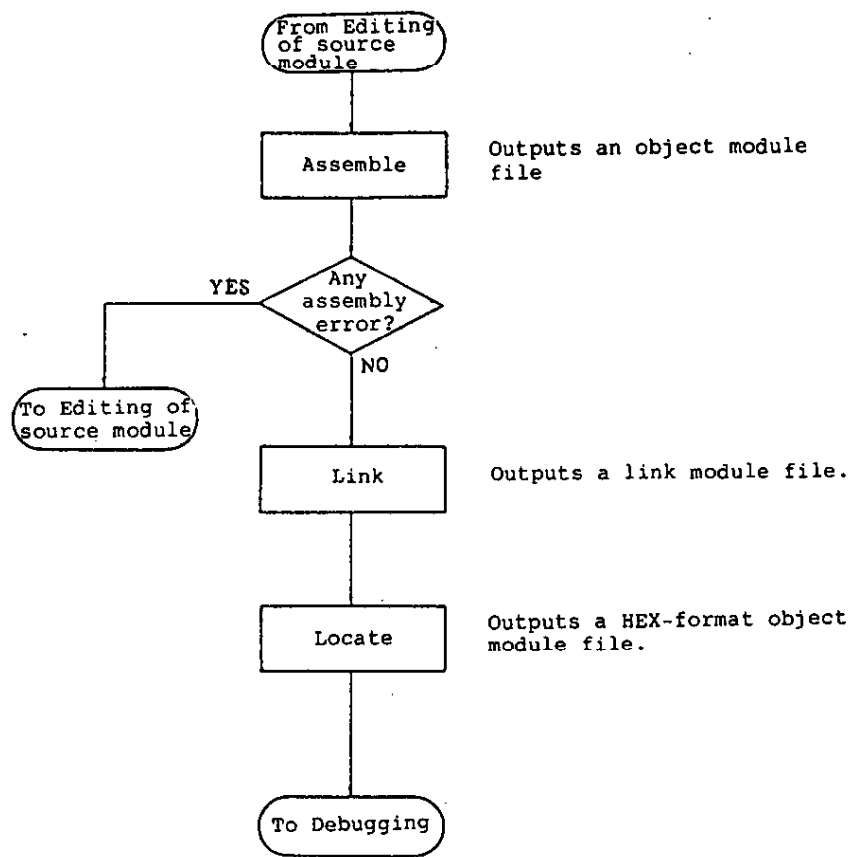 From Editing
of source
module
Assemble
Outputs an object module
file
Any
assembly
error?
YES
NO
To Editing of
source module
Link
Outputs a link module file.
Locate
Outputs a HEX-format object
module file.
To Debugging